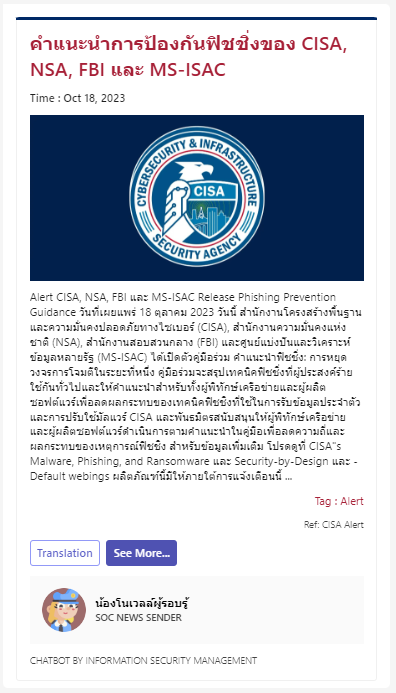 คำแนะนำการป้องกันฟิชชิ่งของ CISA,
NSA, FBI และ MS-ISAC
Time : Oct 18, 2023
CYBERSECURITY & INFRASTRUCTURE
CISA
SECURITY AGENCY
Alert CISA, NSA, FBI และ MS-ISAC Release Phishing Prevention
Guidance วันที่เผยแพร่ 18 ตุลาคม 2023 วันนี้ สำนักงานโครงสร้างพื้นฐาน
และความมั่นคงปลอดภัยทางไซเบอร์ (CISA), สำนักงานความมั่นคงแห่ง
ชาติ (NSA), สำนักงานสอบสวนกลาง (FBI) และศูนย์แบ่งปันและวิเคราะห์
ข้อมูลหลายรัฐ (MS-ISAC) ได้เปิดตัวคู่มือร่วม คำแนะนำฟิชชิ่ง: การหยุด
วงจรการโจมตีในระยะที่หนึ่ง คู่มือร่วมจะสรุปเทคนิคฟิชชิ่งที่ผู้ประสงค์ร้าย
ใช้กันทั่วไปและให้คำแนะนำสำหรับทั้งผู้พิทักษ์เครือข่ายและผู้ผลิต
ซอฟต์แวร์เพื่อลดผลกระทบของเทคนิคฟิชชิ่งที่ใช้ในการรับข้อมูลประจำตัว
และการปรับใช้มัลแวร์ CISA และพันธมิตรสนับสนุนให้ผู้พิทักษ์เครือข่าย
และผู้ผลิตซอฟต์แวร์ดำเนินการตามคำแนะนำในคู่มือเพื่อลดความถี่และ
ผลกระทบของเหตุการณ์ฟิชชิ่ง สำหรับข้อมูลเพิ่มเติม โปรดดูที่ CISA"s
Malware, Phishing, and Ransomware และ Security-by-Design และ -
Default webings ผลิตภัณฑ์นี้มีให้ภายใต้การแจ้งเตือนนี้ ...
Tag : Alert
Ref: CISA Alert
Translation
See More...
น้องโนเวลล์ผู้รอบรู้
SOC NEWS SENDER
CHATBOT BY INFORMATION SECURITY MANAGEMENT